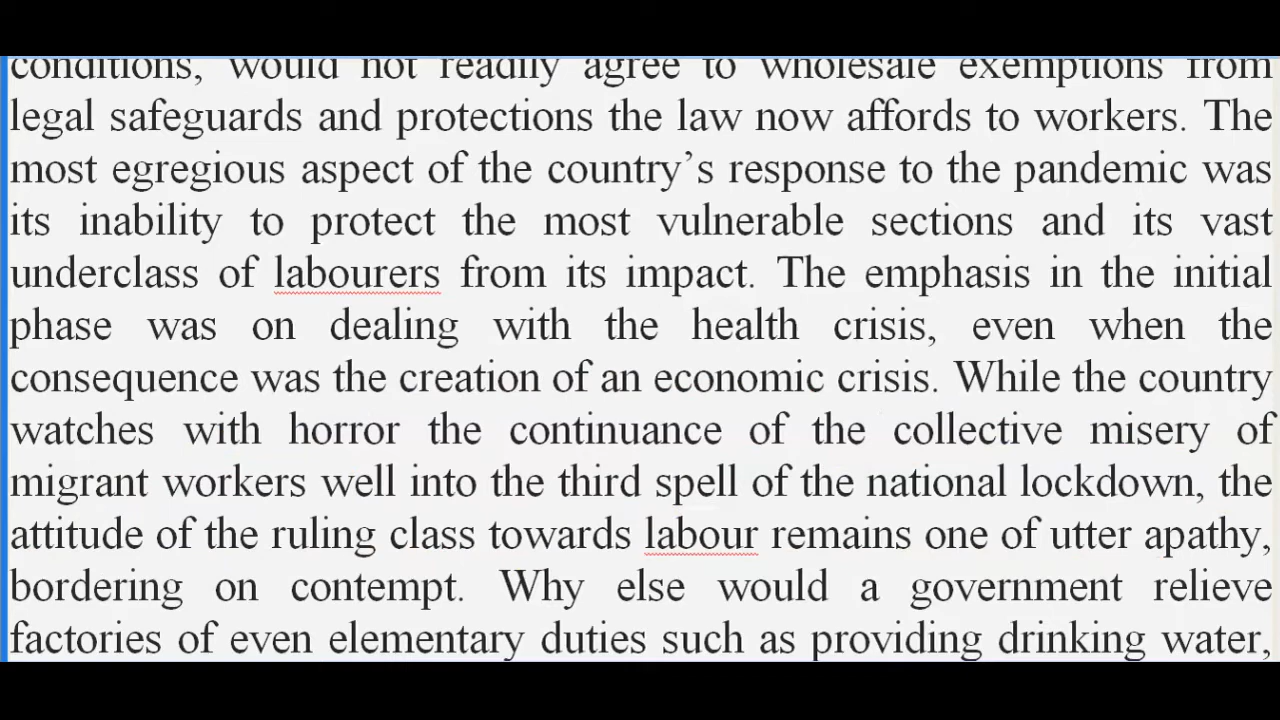 conditions, would not readily agree to wholesale exemptions from
legal safeguards and protections the law now affords to workers. The
most egregious aspect of the country’s response to the pandemic was
its inability to protect the most vulnerable sections and its vast
underclass of labourers from its impact. The emphasis in the initial
phase was on dealing with the health crisis, even when the
consequence was the creation of an economic crisis. While the country
watches with horror the continuance of the collective misery of
migrant workers well into the third spell of the national lockdown, the
attitude of the ruling class towards labour remains one of utter apathy,
bordering on contempt. Why else would a government relieve
factories of even elementary duties such as providing drinking water,